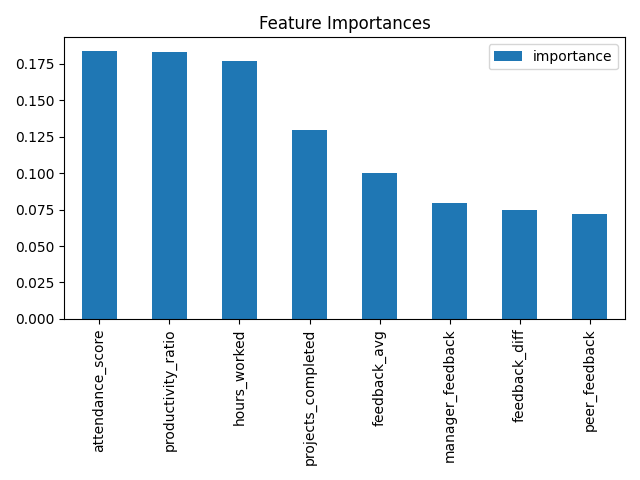 Feature Importances
importance
0.175
0.150
0.125
0.100
0.075
0.050
0.025
0.000
attendance_score
productivity_ratio
hours_worked
projects_completed
feedback_avg
manager_feedback
feedback_diff
peer_feedback